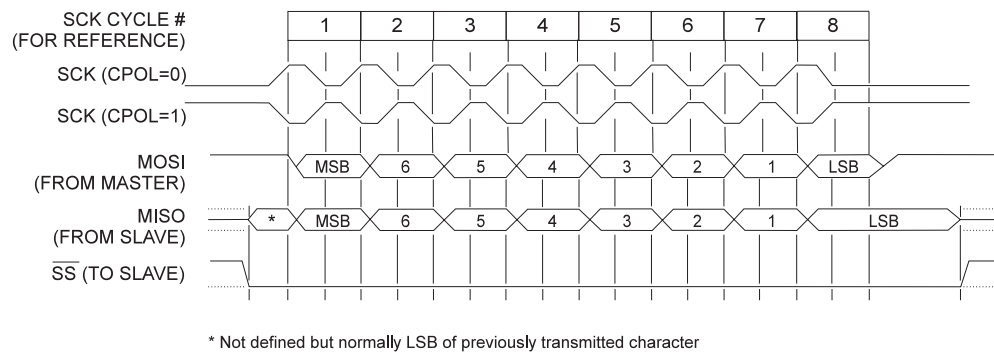 SCK CYCLE #
(FOR REFERENCE)
1 2 3 4 5 6 7 8
SCK (CPOL=0)
SCK (CPOL=1)
MOSI
(FROM MASTER)
MSB 6 5 4 3 2 1 LSB
MISO
(FROM SLAVE)
* MSB 6 5 4 3 2 1 LSB
SS (TO SLAVE)
* Not defined but normally LSB of previously transmitted character